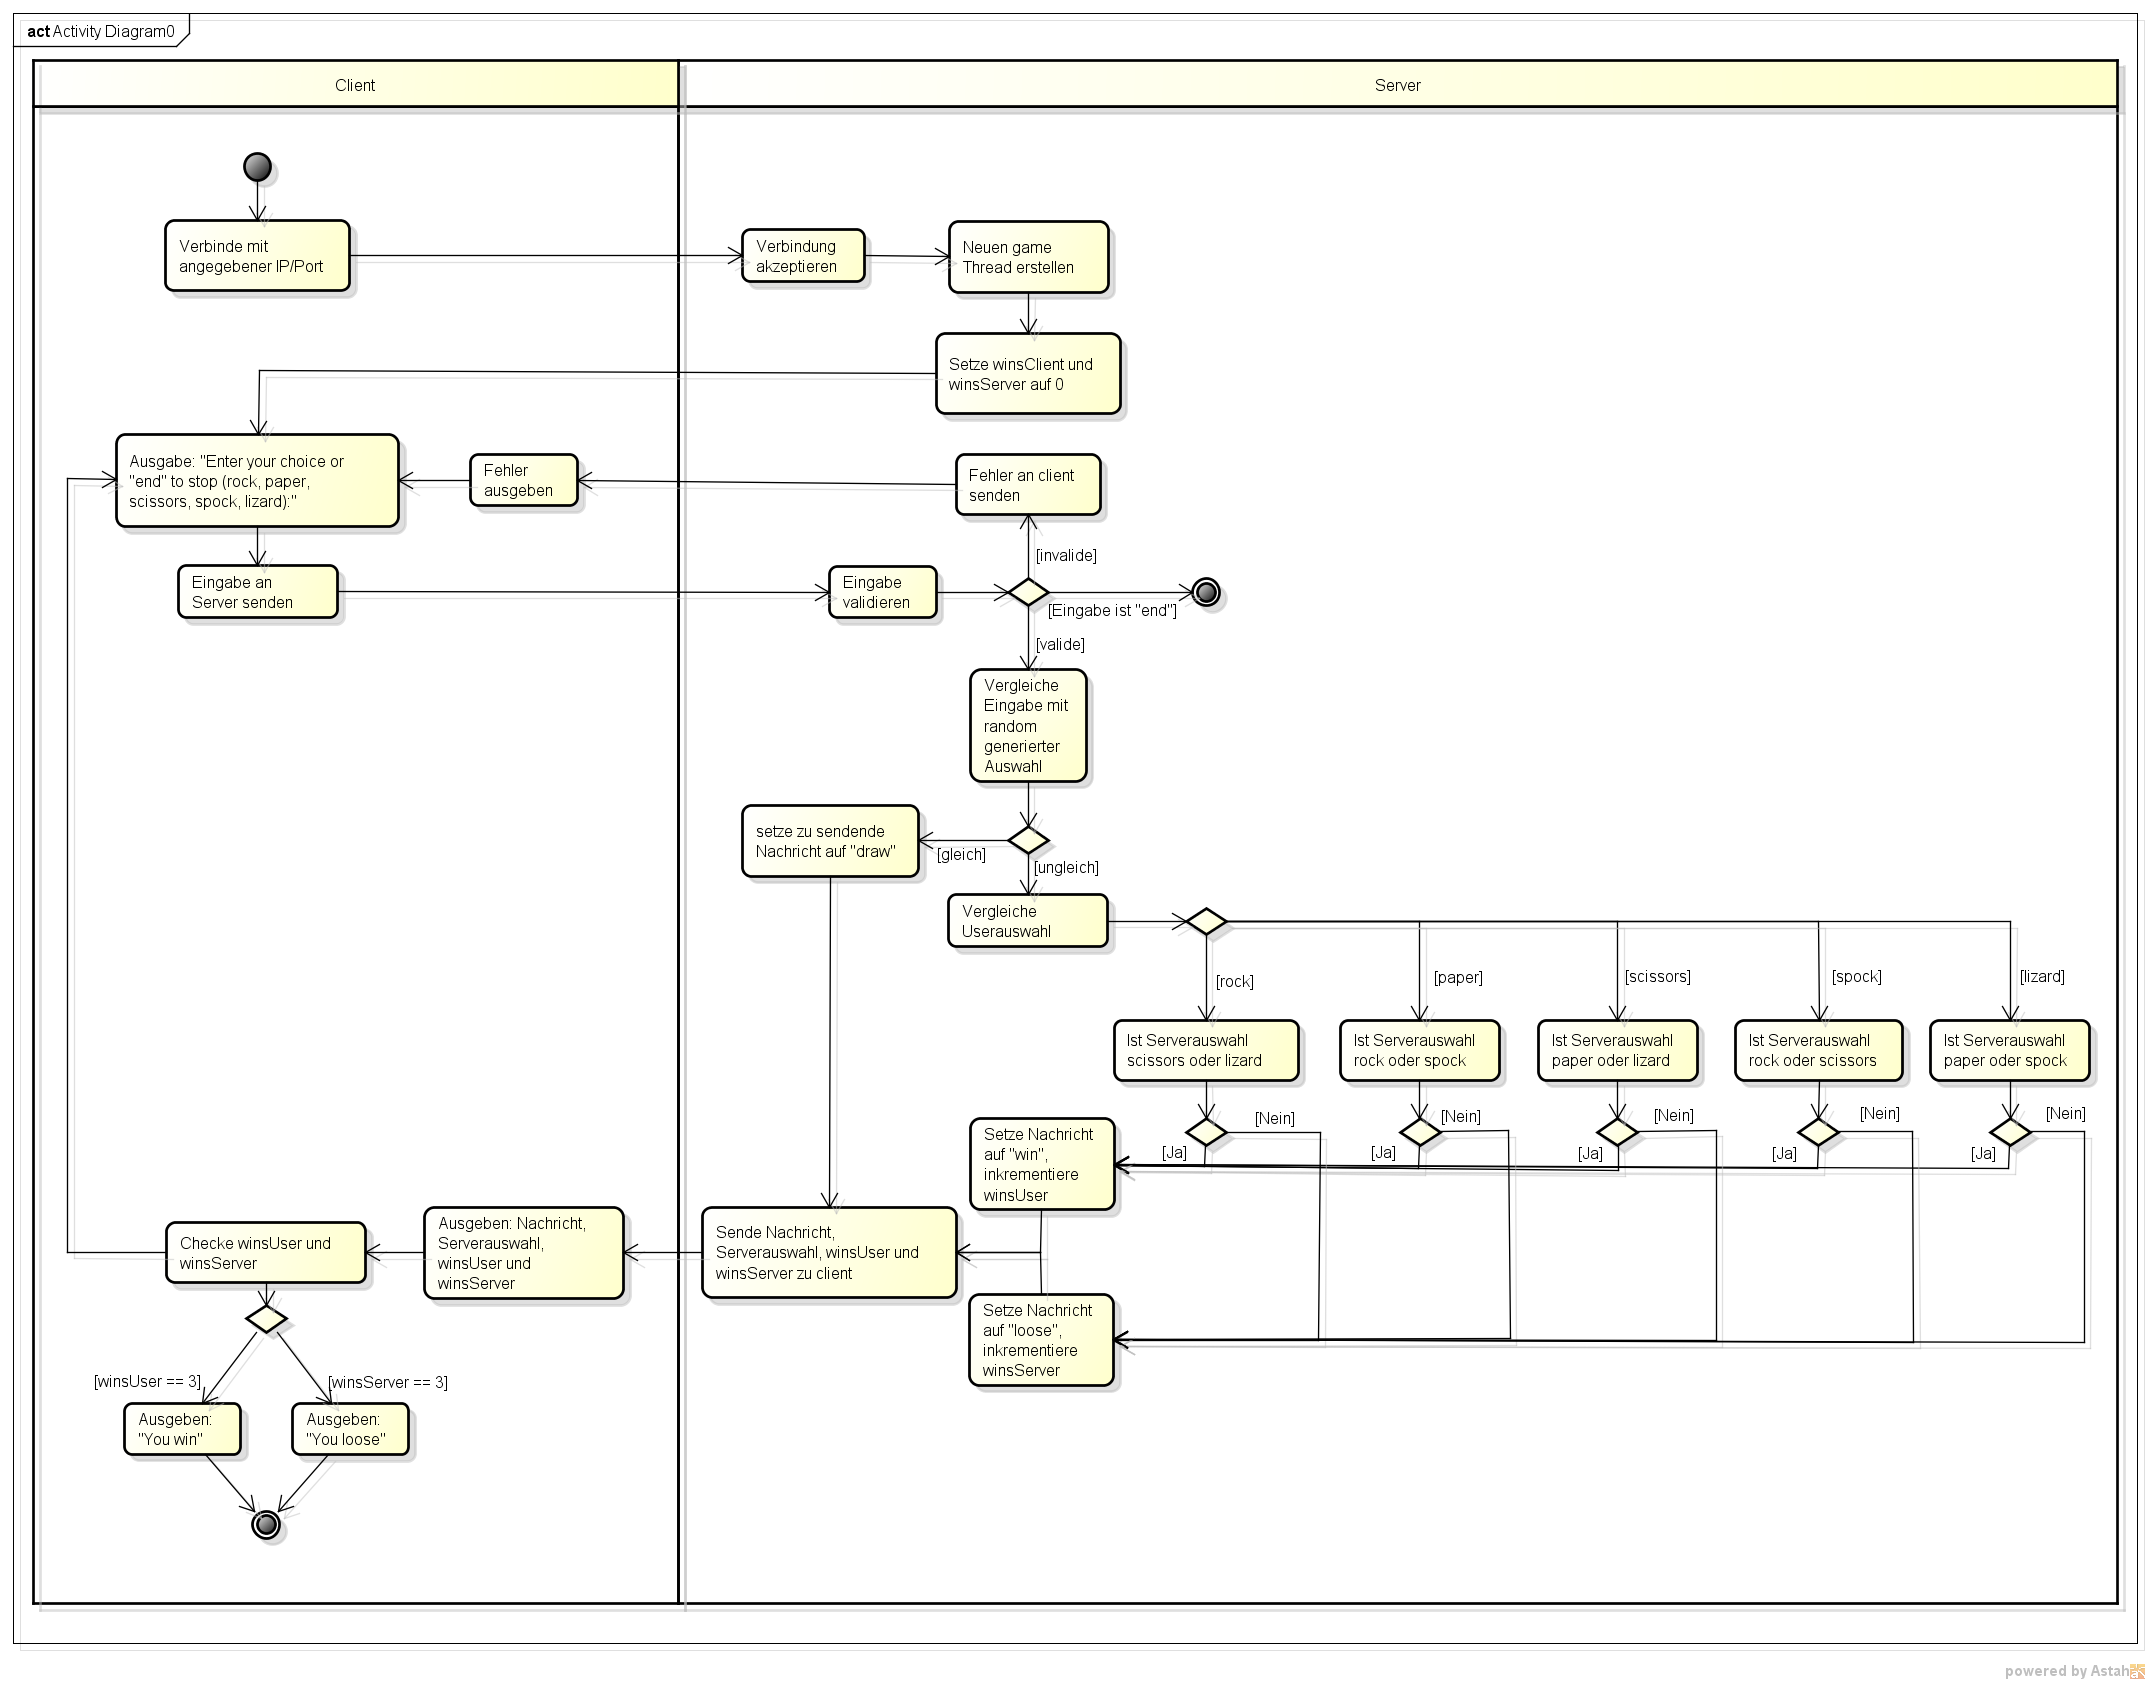 act Activity Diagram0
Client
Server
Verbinde mit
angegebener IP/Port
Verbindung
akzeptieren
Neuen game
Thread erstellen
Setze winsClient und
winsServer auf 0
Ausgabe: "Enter your choice or
"end" to stop (rock, paper,
scissors, spock, lizard):"
Fehler
ausgeben
Fehler an client
senden
[invalide]
Eingabe an
Server senden
Eingabe
validieren
[Eingabe ist "end"]
[valide]
Vergleiche
Eingabe mit
random
generierter
Auswahl
setze zu sendende
Nachricht auf "draw"
[gleich]
[ungleich]
Vergleiche
Userauswahl
[rock]
[paper]
[scissors]
[spock]
[lizard]
Ist Serverauswahl
scissors oder lizard
Ist Serverauswahl
rock oder spock
Ist Serverauswahl
paper oder lizard
Ist Serverauswahl
rock oder scissors
Ist Serverauswahl
paper oder spock
[Nein]
[Nein]
[Nein]
[Nein]
[Nein]
[Ja]
[Ja]
[Ja]
[Ja]
[Ja]
Setze Nachricht
auf "win",
inkrementiere
winsUser
Checke winsUser und
winsServer
Ausgeben: Nachricht,
Serverauswahl,
winsUser und
winsServer
Sende Nachricht,
Serverauswahl, winsUser und
winsServer zu client
Setze Nachricht
auf "loose",
inkrementiere
winsServer
[winsUser == 3]
[winsServer == 3]
Ausgeben:
"You win"
Ausgeben:
"You loose"
powered by Astah